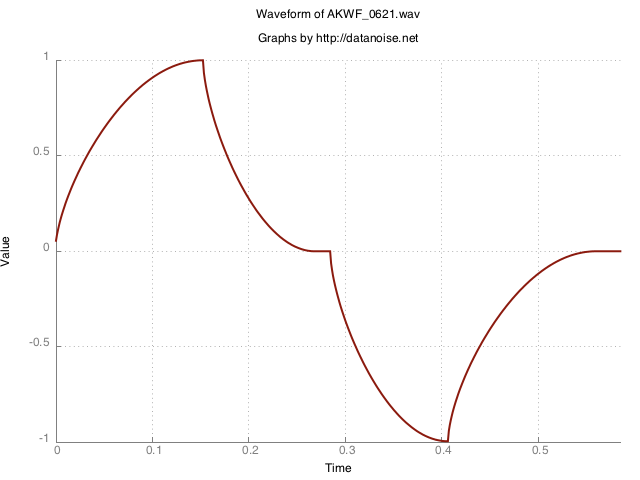 Waveform of AKWF_0621.wav
Graphs by http://datanoise.net
1
0.5
0
-0.5
-1
Value
0 0.1 0.2 0.3 0.4 0.5
Time